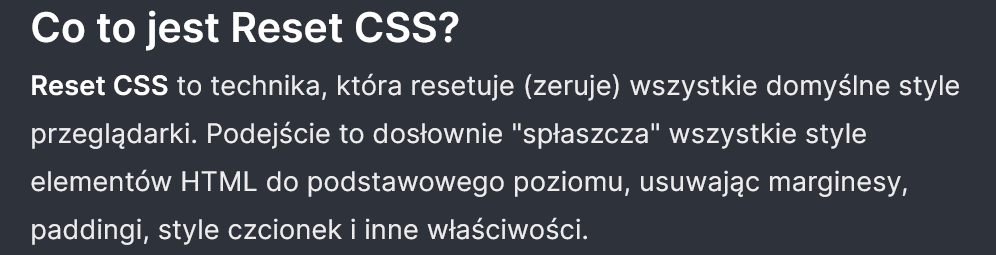 Co to jest Reset CSS?
Reset CSS to technika, która resetuje (zeruje) wszystkie domyślne style
przeglądarki. Podejście to dosłownie "spłaszcza" wszystkie style
elementów HTML do podstawowego poziomu, usuwając marginesy,
paddingi, style czcionek i inne właściwości.